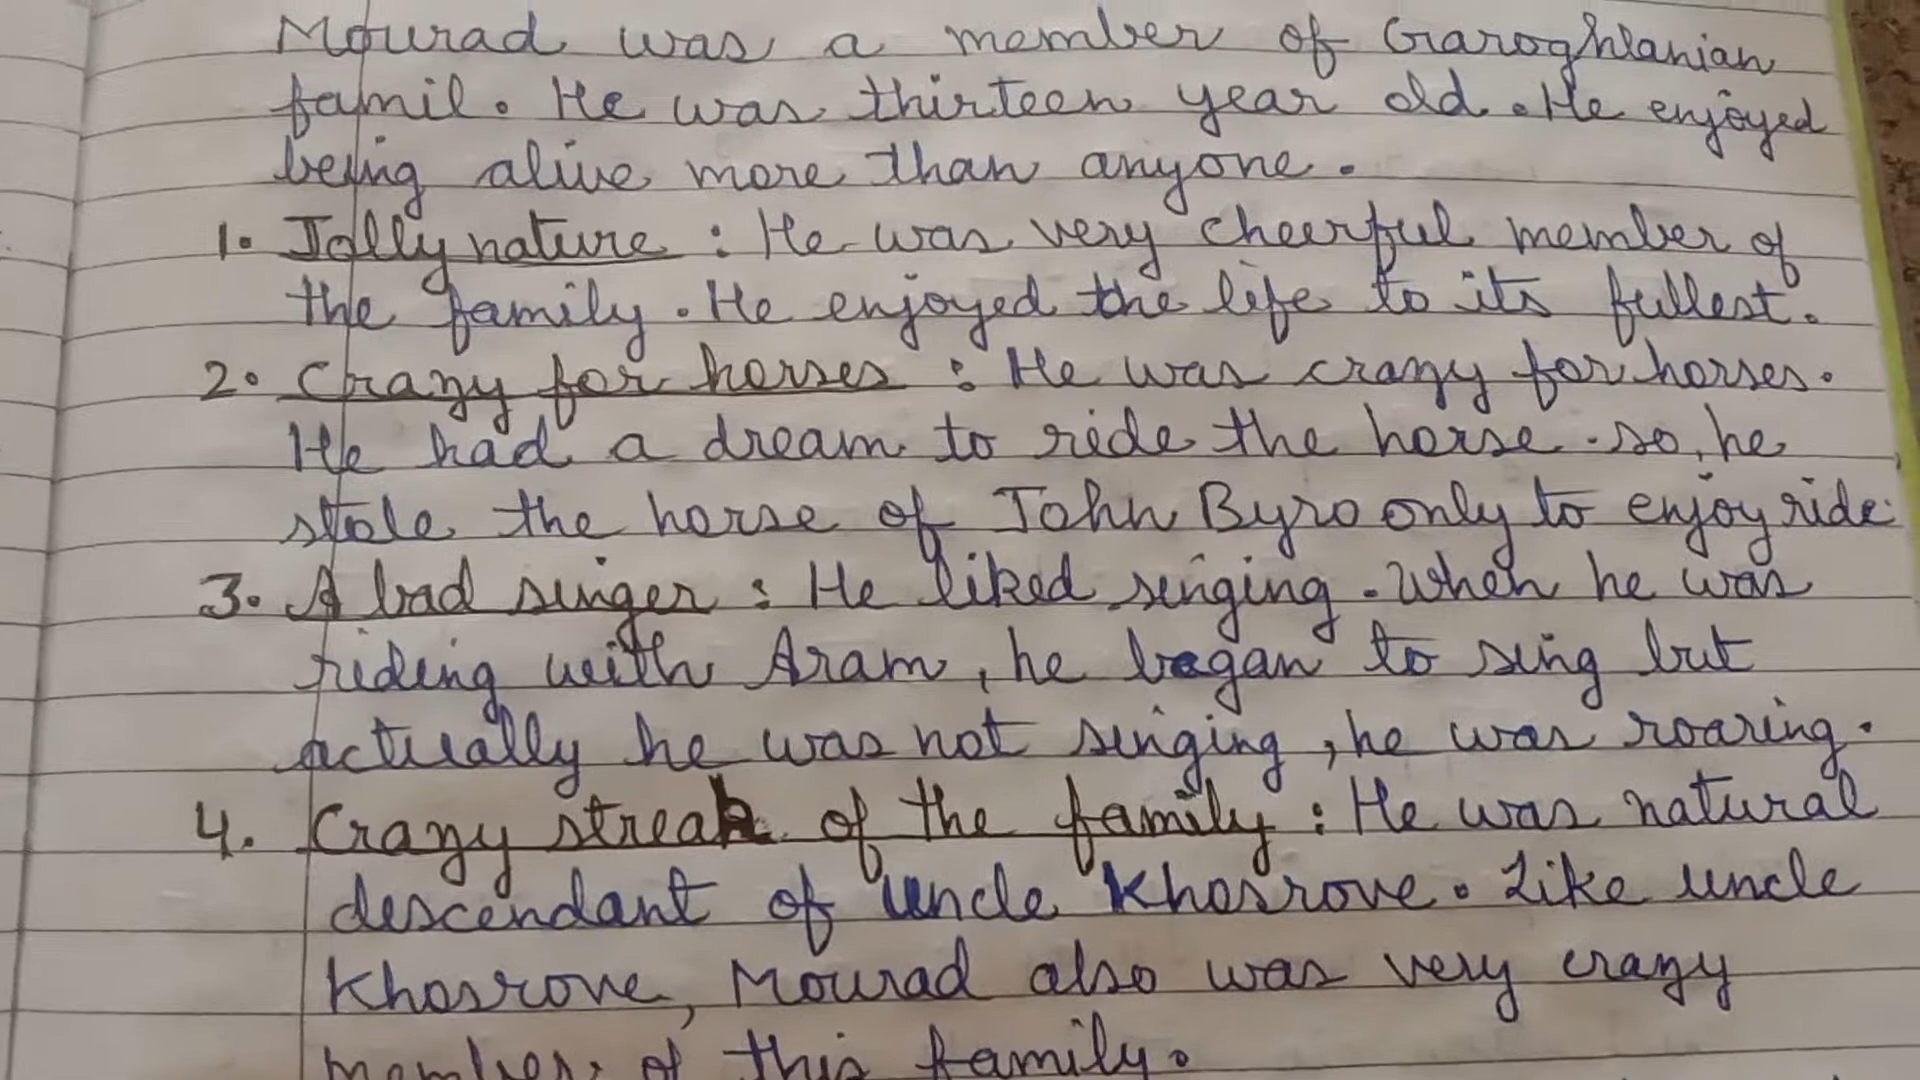 Mourad was a member of Garoghlanian
famil. He was thirteen year old. He enjoyed
being alive more than anyone.
1. Jolly nature : He was very cheerful member of
the family. He enjoyed the life to its fullest.
2. Crazy for horses : He was crazy for horses.
He had a dream to ride the horse. so, he
stole the horse of John Byro only to enjoy ride.
3. A bad singer : He liked singing. When he was
riding with Aram, he began to sing but
actually he was not singing, he was roaring.
4. Crazy streak of the family : He was natural
descendant of uncle Khosrove. Like uncle
Khosrove, Mourad also was very crazy
member of this family.